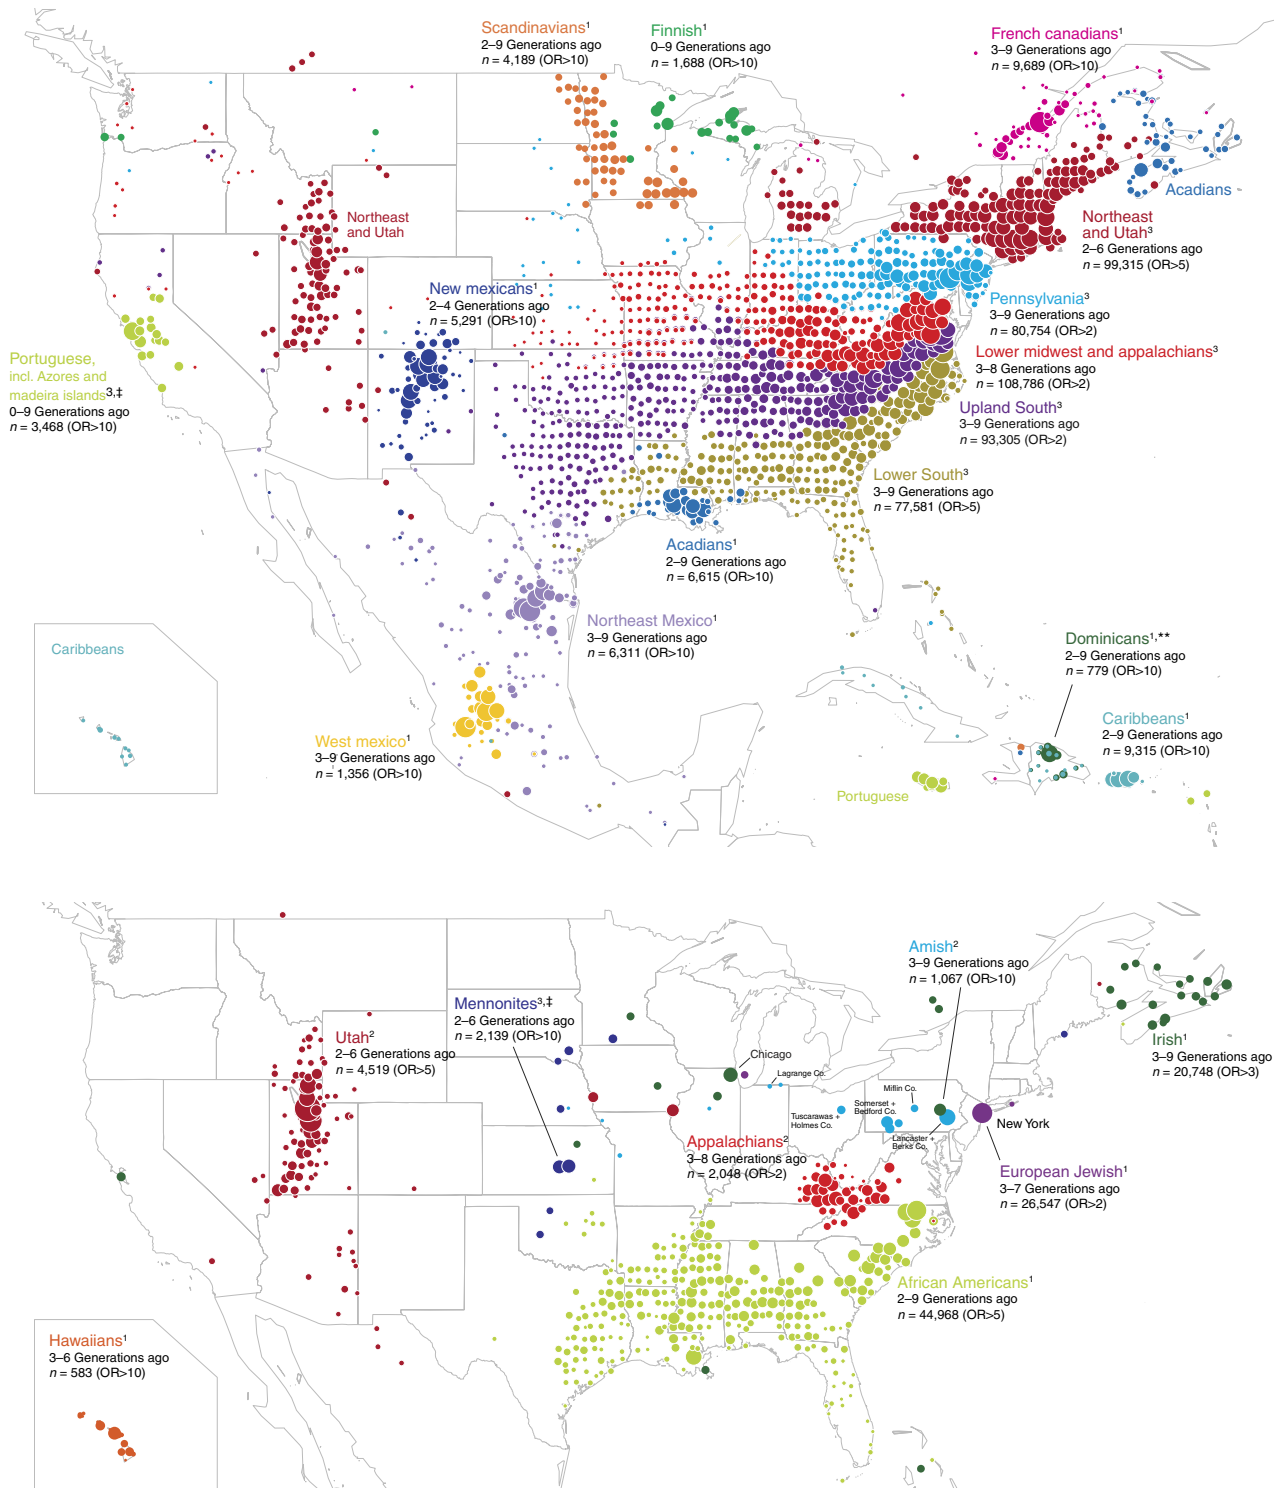 Scandinavians¹
2–9 Generations ago
n = 4,189 (OR>10)
Finnish¹
0–9 Generations ago
n = 1,688 (OR>10)
French canadians¹
3–9 Generations ago
n = 9,689 (OR>10)
Acadians
Northeast
and Utah
Northeast
and Utah³
2–6 Generations ago
n = 99,315 (OR>5)
New mexicans¹
2–4 Generations ago
n = 5,291 (OR>10)
Pennsylvania³
3–9 Generations ago
n = 80,754 (OR>2)
Lower midwest and appalachians³
3–8 Generations ago
n = 108,786 (OR>2)
Portuguese,
incl. Azores and
madeira islands³,‡
0–9 Generations ago
n = 3,468 (OR>10)
Upland South³
3–9 Generations ago
n = 93,305 (OR>2)
Lower South³
3–9 Generations ago
n = 77,581 (OR>5)
Acadians¹
2–9 Generations ago
n = 6,615 (OR>10)
Northeast Mexico¹
3–9 Generations ago
n = 6,311 (OR>10)
Caribbeans
Dominicans¹,**
2–9 Generations ago
n = 779 (OR>10)
Caribbeans¹
2–9 Generations ago
n = 9,315 (OR>10)
West mexico¹
3–9 Generations ago
n = 1,356 (OR>10)
Portuguese
Amish²
3–9 Generations ago
n = 1,067 (OR>10)
Mennonites³,‡
2–6 Generations ago
n = 2,139 (OR>10)
Utah²
2–6 Generations ago
n = 4,519 (OR>5)
Irish¹
3–9 Generations ago
n = 20,748 (OR>3)
Chicago
Lagrange Co.
Miflin Co.
Somerset +
Bedford Co.
Tuscarawas +
Holmes Co.
Lancaster +
Berks Co.
New York
Appalachians²
3–8 Generations ago
n = 2,048 (OR>2)
European Jewish¹
3–7 Generations ago
n = 26,547 (OR>2)
African Americans¹
2–9 Generations ago
n = 44,968 (OR>5)
Hawaiians¹
3–6 Generations ago
n = 583 (OR>10)